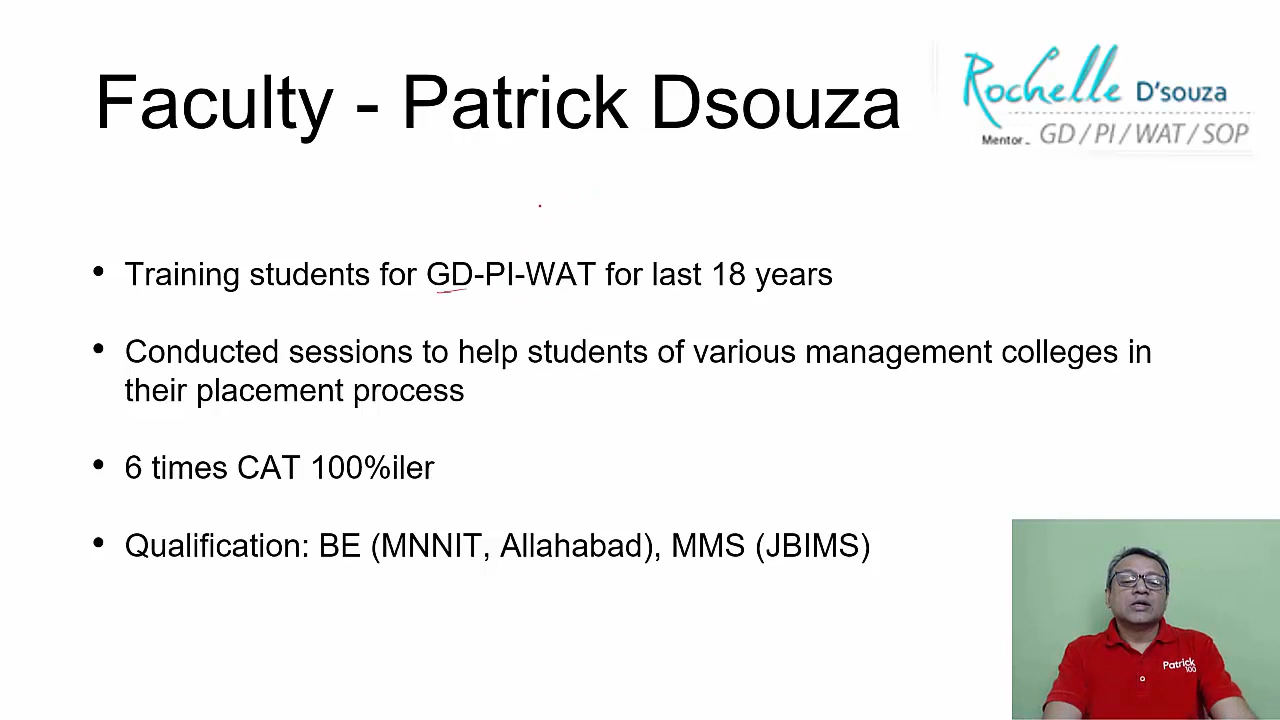 Faculty - Patrick Dsouza
Rochelle D'souza
Mentor.. GD / PI / WAT / SOP
• Training students for GD-PI-WAT for last 18 years
• Conducted sessions to help students of various management colleges in
their placement process
• 6 times CAT 100%iler
• Qualification: BE (MNNIT, Allahabad), MMS (JBIMS)
Patrick
100